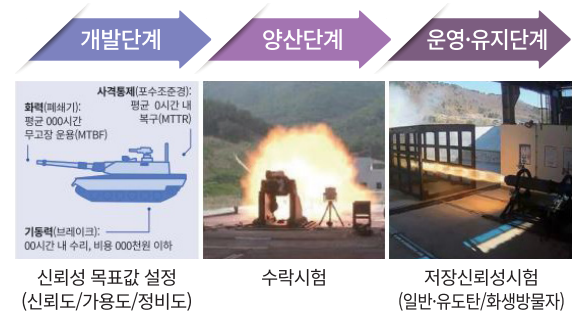 개발단계
양산단계
운영·유지단계
사격통제(포수조준경):
평균 0시간 내
복구(MTTR)
화력(폐쇄기):
평균 000시간
무고장 운용(MTBF)
기동력(브레이크):
00시간 내 수리, 비용 000천원 이하
신뢰성 목표값 설정
(신뢰도/가용도/정비도)
수락시험
저장신뢰성시험
(일반·유도탄/화생방물자)